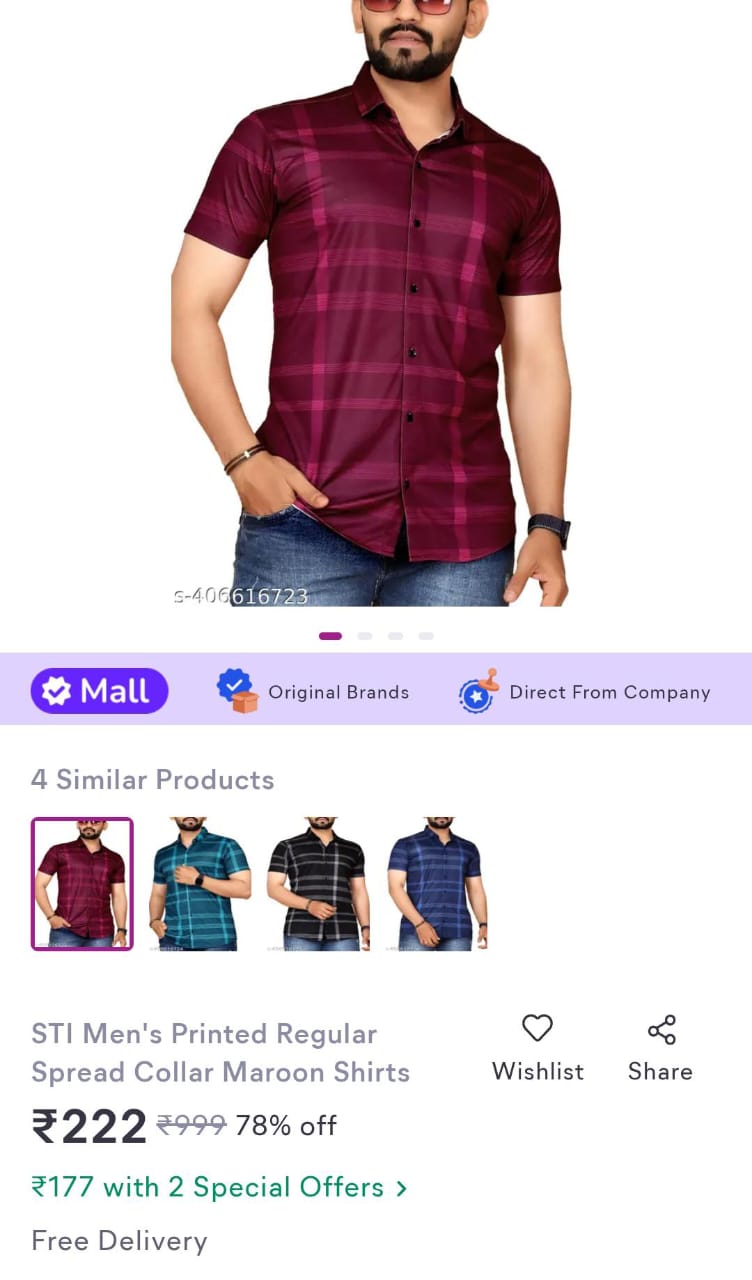 s-406616723
Mall
Original Brands
Direct From Company
4 Similar Products
STI Men's Printed Regular
Spread Collar Maroon Shirts
Wishlist
Share
₹222 ₹999 78% off
₹177 with 2 Special Offers >
Free Delivery